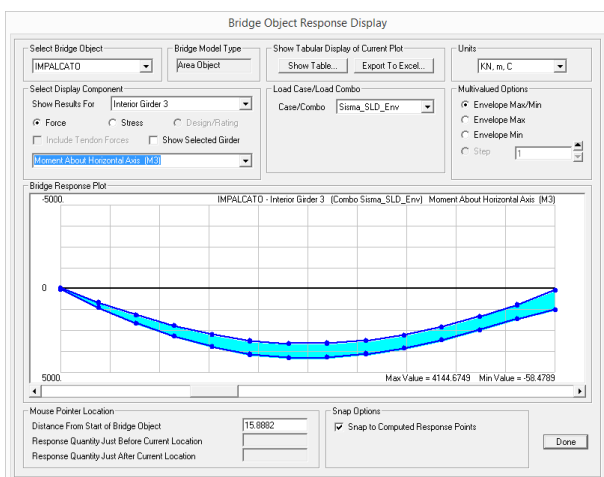 Bridge Object Response Display
Select Bridge Object
IMPALCATO
Bridge Model Type
Area Object
Show Tabular Display of Current Plot
Show Table...
Export To Excel...
Units
KN, m, C
Select Display Component
Show Results For
Interior Girder 3
Force
Stress
Design/Rating
Include Tendon Forces
Show Selected Girder
Moment About Horizontal Axis (M3)
Load Case/Load Combo
Case/Combo
Sisma_SLD_Env
Multivalued Options
Envelope Max/Min
Envelope Max
Envelope Min
Step
1
Bridge Response Plot
-5000.
IMPALCATO - Interior Girder 3 (Combo Sisma_SLD_Env) Moment About Horizontal Axis (M3)
0
5000.
Max Value = 4144.6749 Min Value = -58.4789
Mouse Pointer Location
Distance From Start of Bridge Object
15.8882
Response Quantity Just Before Current Location
Response Quantity Just After Current Location
Snap Options
Snap to Computed Response Points
Done